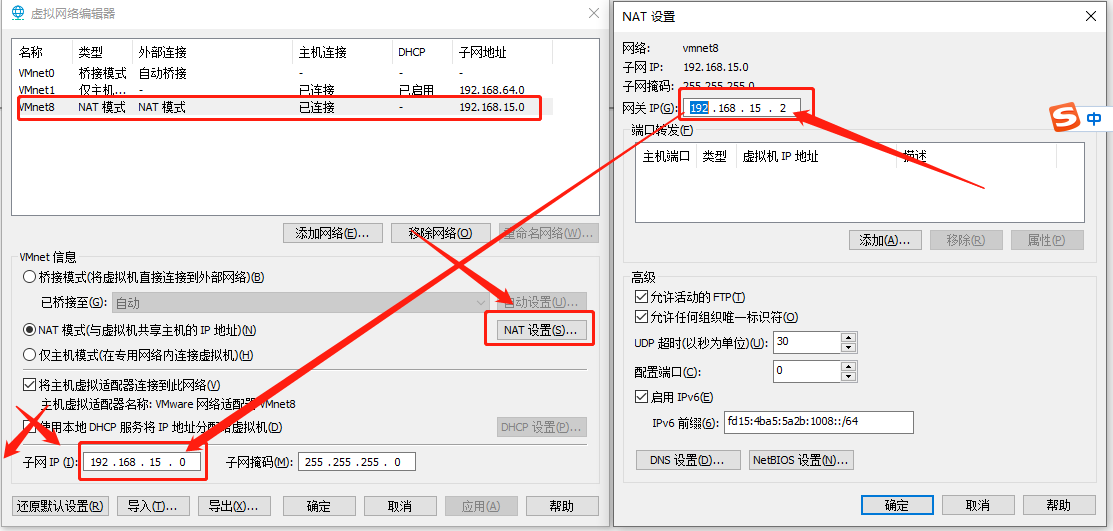 虚拟网络编辑器
名称 类型 外部连接 主机连接 DHCP 子网地址
VMnet0 桥接模式 自动桥接 - - -
VMnet1 仅主机... - 已连接 已启用 192.168.64.0
VMnet8 NAT 模式 NAT 模式 已连接 - 192.168.15.0
添加网络(E)... 移除网络(O) 重命名网络(W)...
VMnet 信息
桥接模式(将虚拟机直接连接到外部网络)(B)
已桥接至(G): 自动 自动设置(U)...
NAT 模式(与虚拟机共享主机的 IP 地址)(N) NAT 设置(S)...
仅主机模式(在专用网络内连接虚拟机)(H)
将主机虚拟适配器连接到此网络(V)
主机虚拟适配器名称: VMware 网络适配器 VMnet8
使用本地 DHCP 服务将 IP 地址分配给虚拟机(D) DHCP 设置(P)...
子网 IP (I): 192 . 168 . 15 . 0 子网掩码(M): 255 . 255 . 255 . 0
还原默认设置(R) 导入(T)... 导出(X)... 确定 取消 应用(A) 帮助
NAT 设置
网络: vmnet8
子网 IP: 192.168.15.0
子网掩码: 255.255.255.0
网关 IP(G): 192 . 168 . 15 . 2
中
端口转发(F)
主机端口 类型 虚拟机 IP 地址 描述
添加(A)... 移除(R) 属性(P)
高级
允许活动的 FTP(T)
允许任何组织唯一标识符(O)
UDP 超时(以秒为单位)(U): 30
配置端口(C): 0
启用 IPv6(E)
IPv6 前缀(6): fd15:4ba5:5a2b:1008::/64
DNS 设置(D)... NetBIOS 设置(N)...
确定 取消 帮助